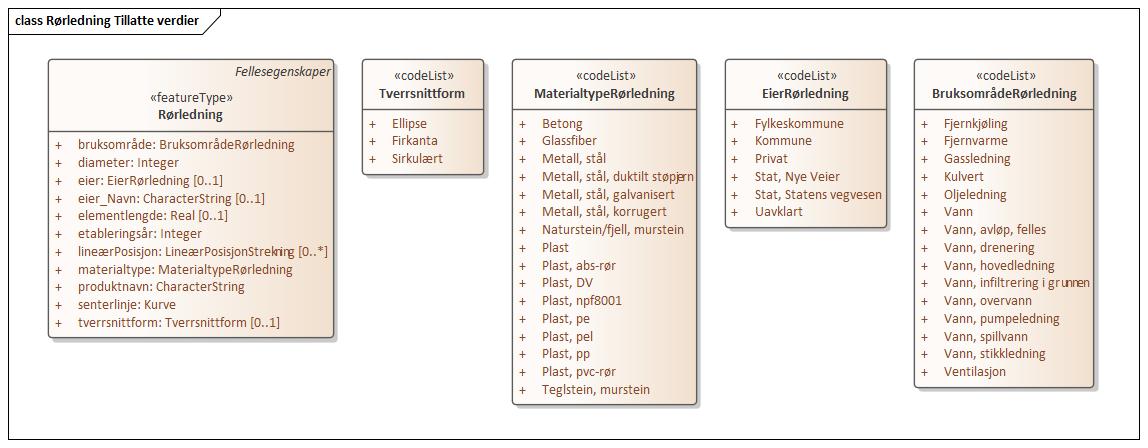 class Rørledning Tillatte verdier
Fellesegenskaper
«featureType»
Rørledning
+ bruksområde: BruksområdeRørledning
+ diameter: Integer
+ eier: EierRørledning [0..1]
+ eier_Navn: CharacterString [0..1]
+ elementlengde: Real [0..1]
+ etableringsår: Integer
+ lineærPosisjon: LineærPosisjonStrekning [0..*]
+ materialtype: MaterialtypeRørledning
+ produktnavn: CharacterString
+ senterlinje: Kurve
+ tverrsnittform: Tverrsnittform [0..1]
«codeList»
Tverrsnittform
+ Ellipse
+ Firkanta
+ Sirkulært
«codeList»
MaterialtypeRørledning
+ Betong
+ Glassfiber
+ Metall, stål
+ Metall, stål, duktilt støpjern
+ Metall, stål, galvanisert
+ Metall, stål, korrugert
+ Naturstein/fjell, murstein
+ Plast
+ Plast, abs-rør
+ Plast, DV
+ Plast, npf8001
+ Plast, pe
+ Plast, pel
+ Plast, pp
+ Plast, pvc-rør
+ Teglstein, murstein
«codeList»
EierRørledning
+ Fylkeskommune
+ Kommune
+ Privat
+ Stat, Nye Veier
+ Stat, Statens vegvesen
+ Uavklart
«codeList»
BruksområdeRørledning
+ Fjernkjøling
+ Fjernvarme
+ Gassledning
+ Kulvert
+ Oljeledning
+ Vann
+ Vann, avløp, felles
+ Vann, drenering
+ Vann, hovedledning
+ Vann, infiltrering i grunnen
+ Vann, overvann
+ Vann, pumpeledning
+ Vann, spillvann
+ Vann, stikkledning
+ Ventilasjon